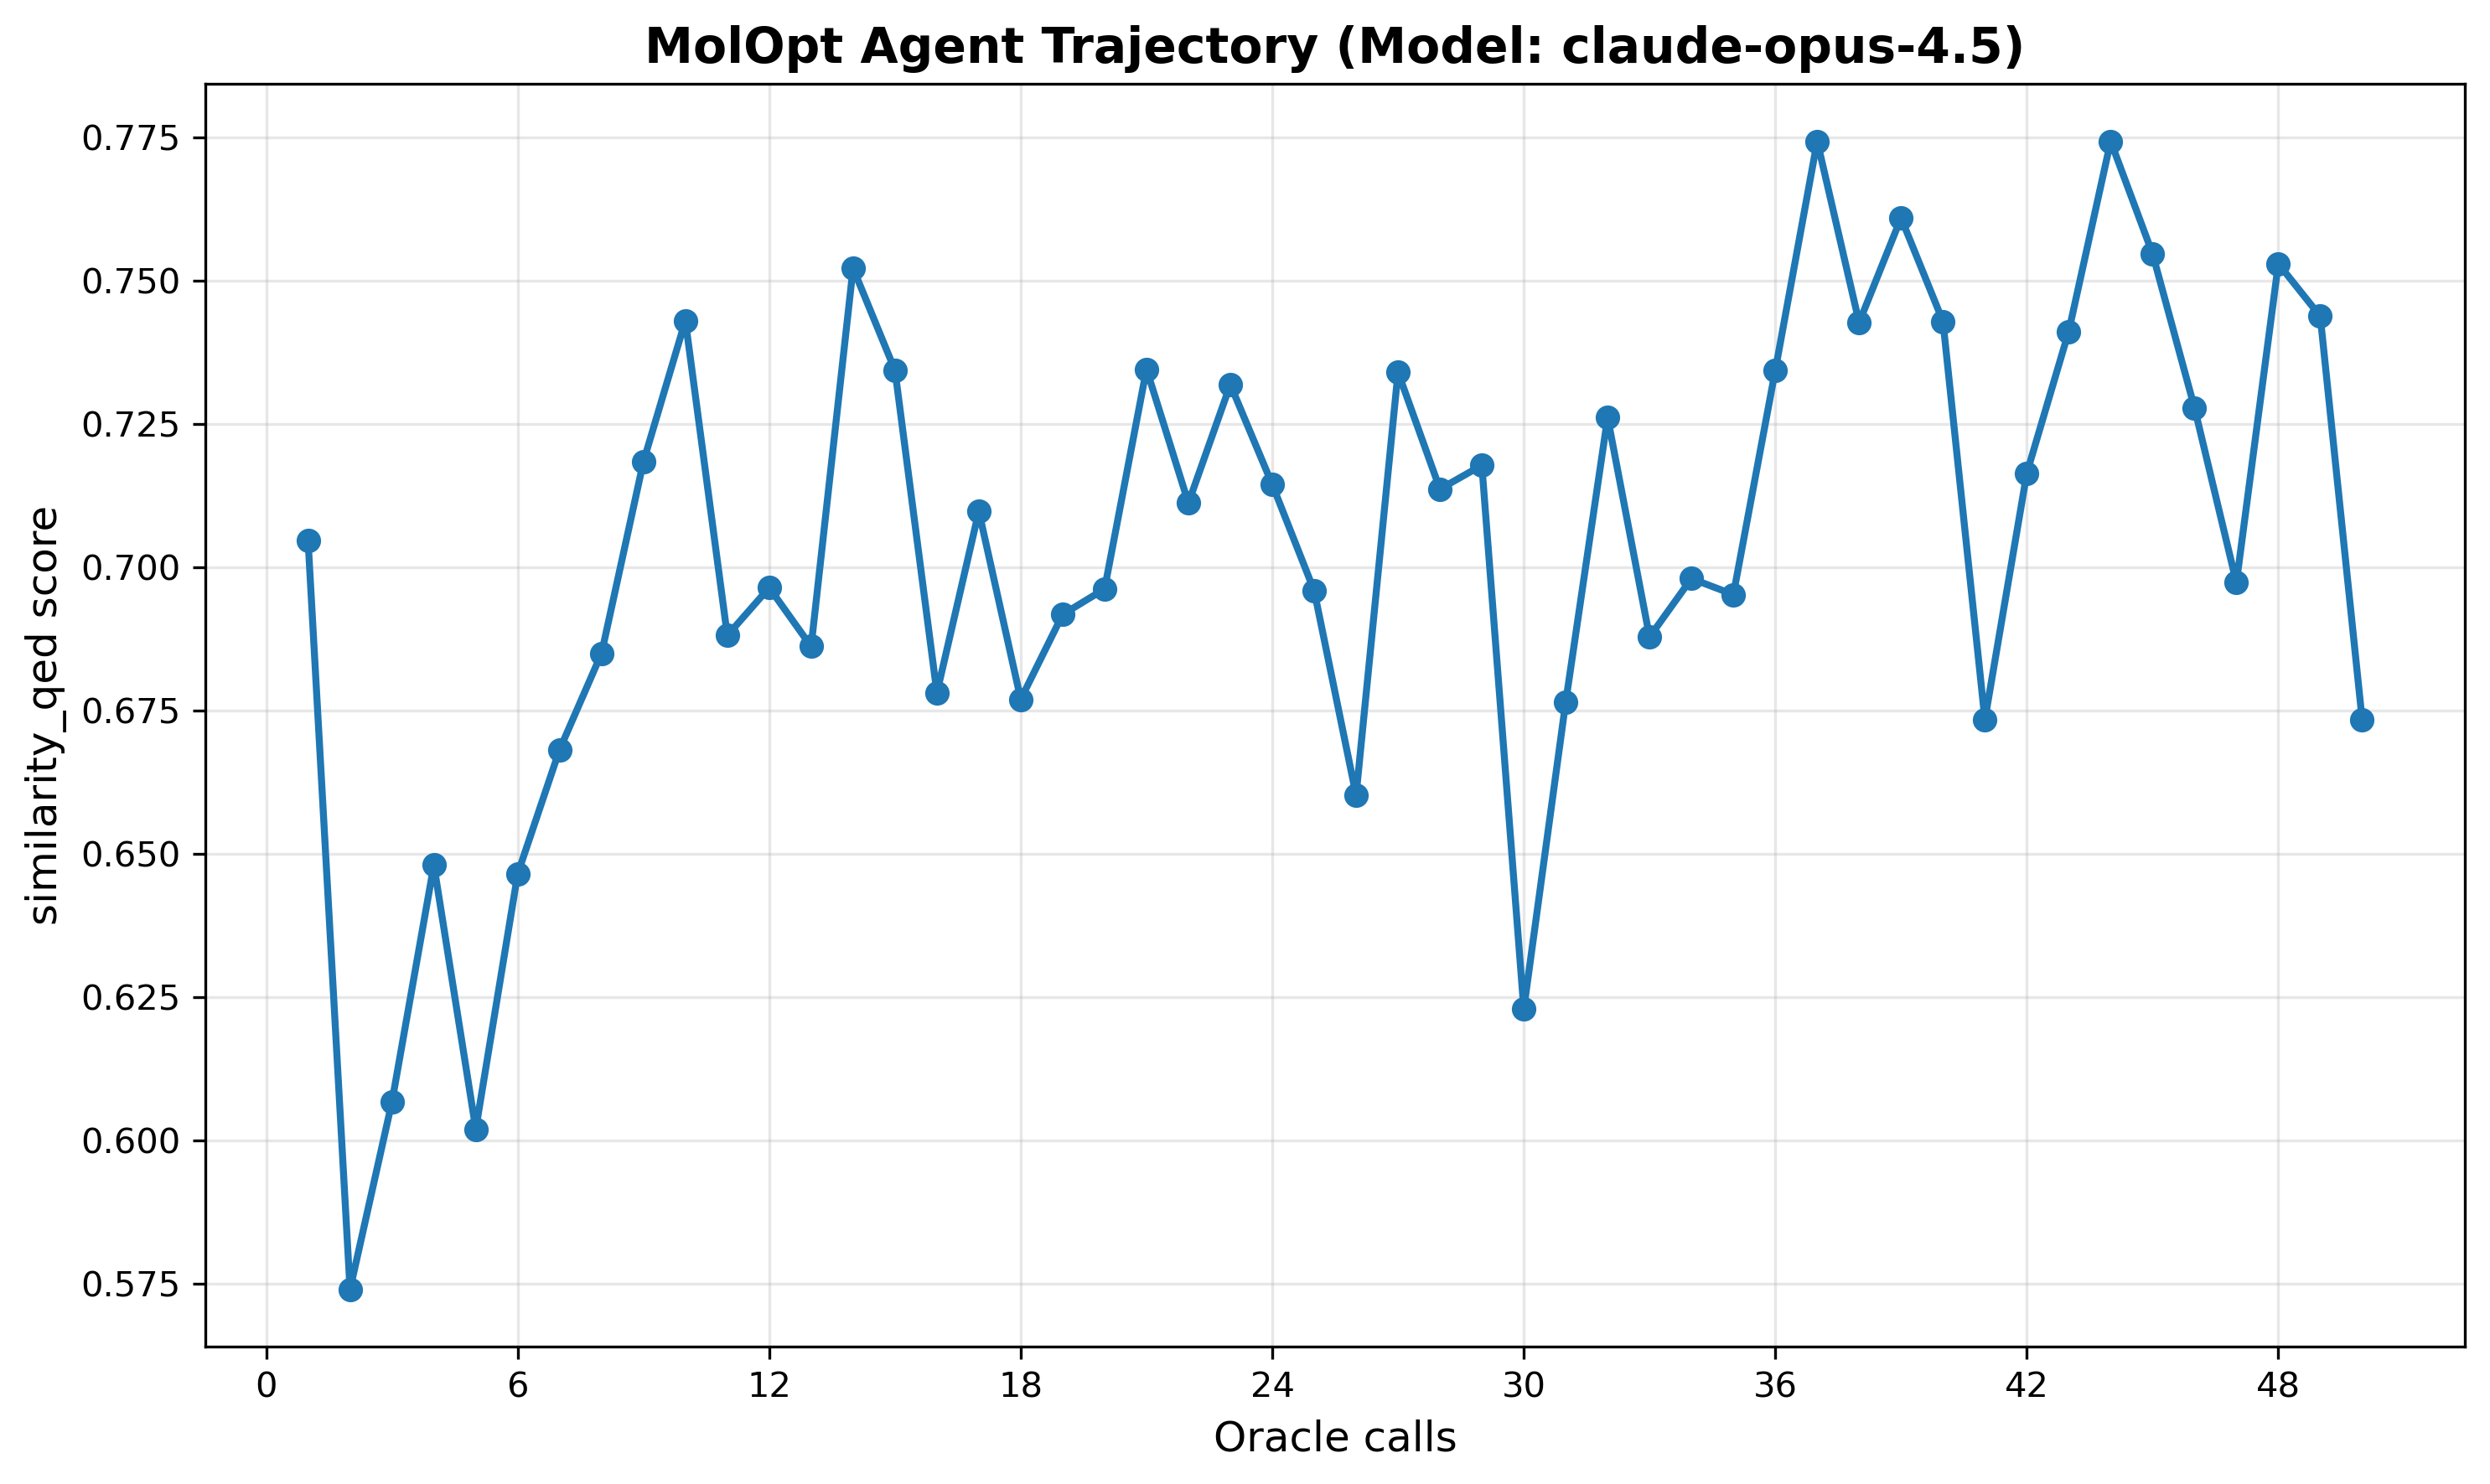 MolOpt Agent Trajectory (Model: claude-opus-4.5)
similarity_qed score
0.775
0.750
0.725
0.700
0.675
0.650
0.625
0.600
0.575
0 6 12 18 24 30 36 42 48
Oracle calls